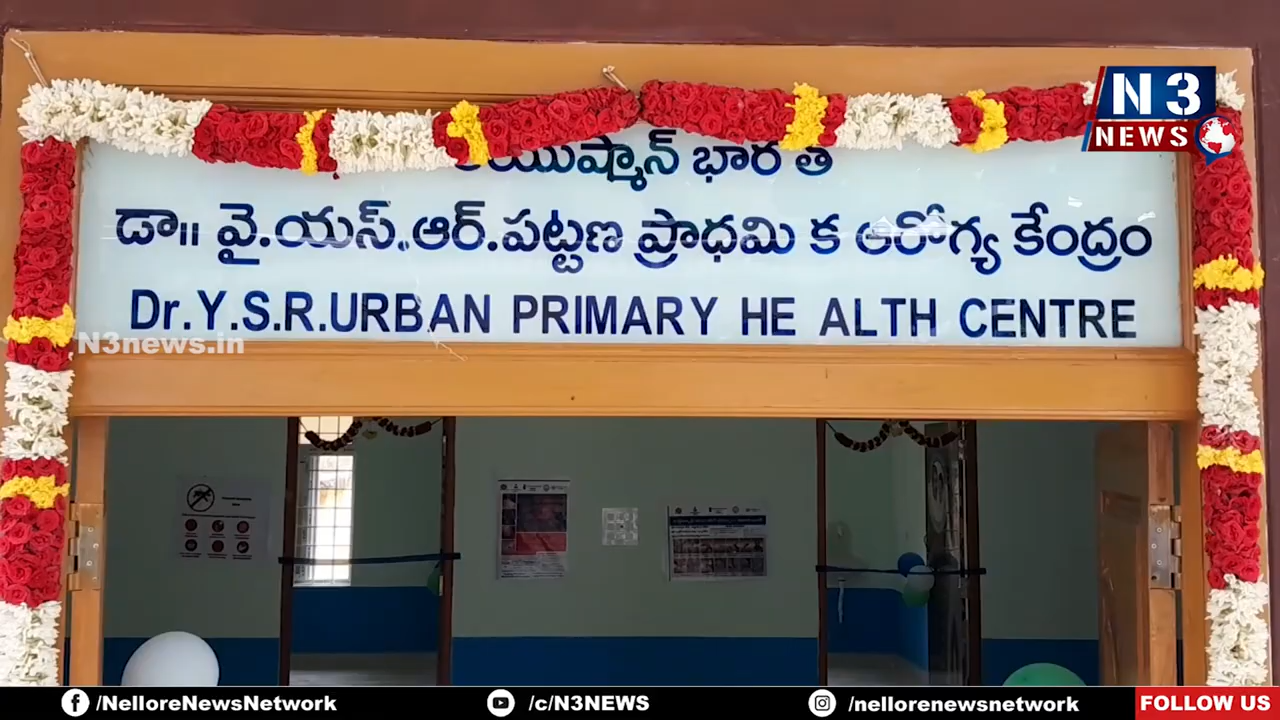 N3
NEWS
ఆయుష్మాన్ భారత
డా॥ వై.యస్.ఆర్.పట్టణ ప్రాధమి క ఆరోగ్య కేంద్రం
Dr.Y.S.R.URBAN PRIMARY HE ALTH CENTRE
N3news.in
/NelloreNewsNetwork
/c/N3NEWS
/nellorenewsnetwork
FOLLOW US